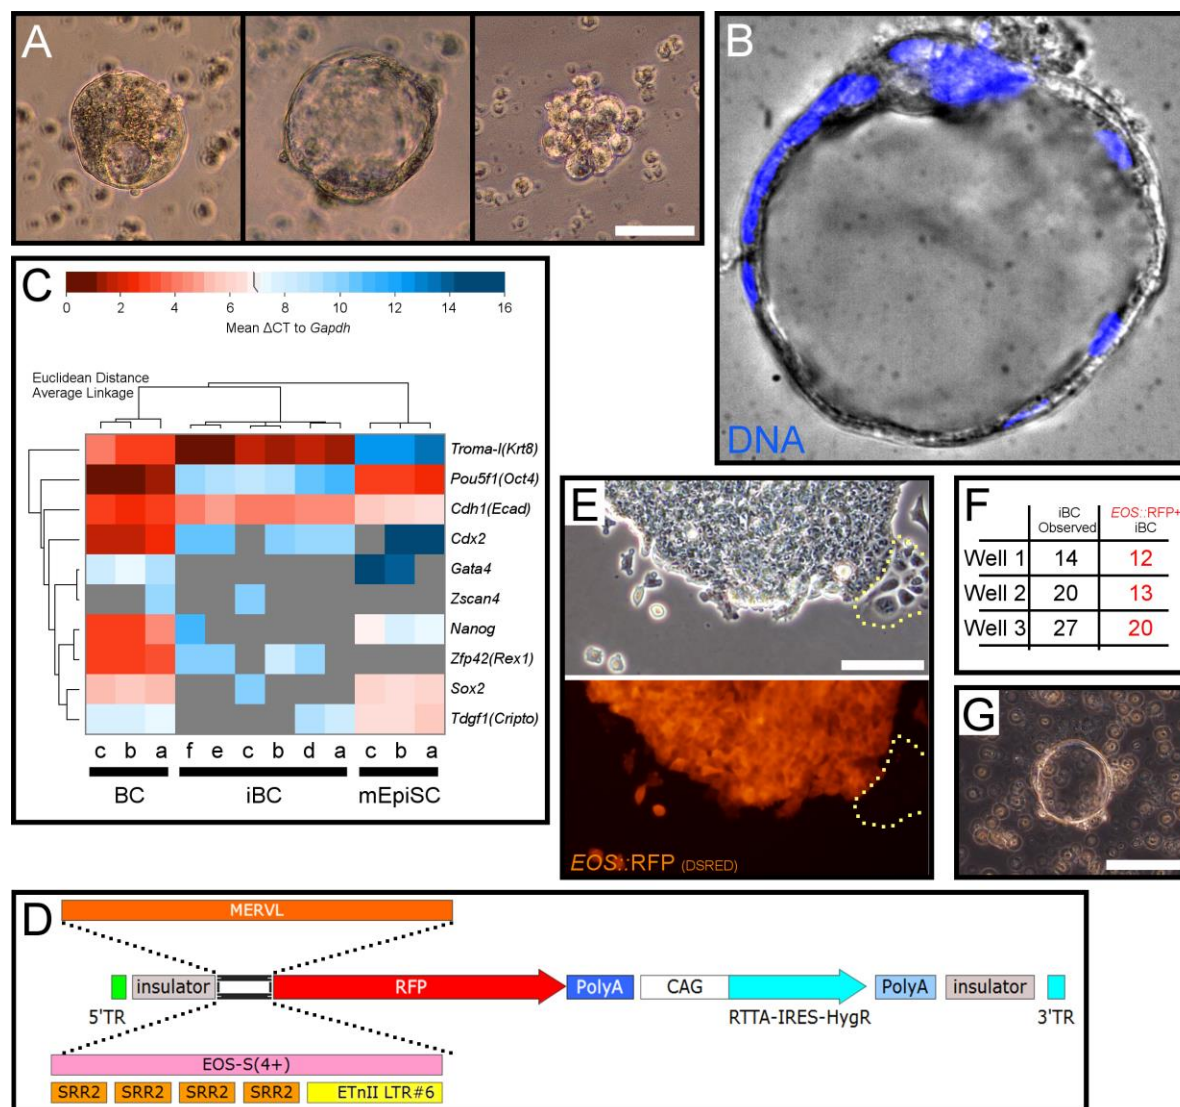 A
B
DNA
C
0 2 4 6 8 10 12 14 16
Mean ΔCT to Gapdh
Euclidean Distance
Average Linkage
Troma-I(Krt8)
Pou5f1(Oct4)
Cdh1(Ecad)
Cdx2
Gata4
Zscan4
Nanog
Zfp42(Rex1)
Sox2
Tdgf1(Cripto)
c b a f e c b d a c b a
BC iBC mEpiSC
E
EOS::RFP (DSRED)
F
iBC EOS::RFP+
Observed iBC
Well 1 14 12
Well 2 20 13
Well 3 27 20
G
D
MERVL
insulator RFP PolyA CAG PolyA insulator
5'TR RTTA-IRES-HygR 3'TR
EOS-S(4+)
SRR2 SRR2 SRR2 SRR2 ETnII LTR#6